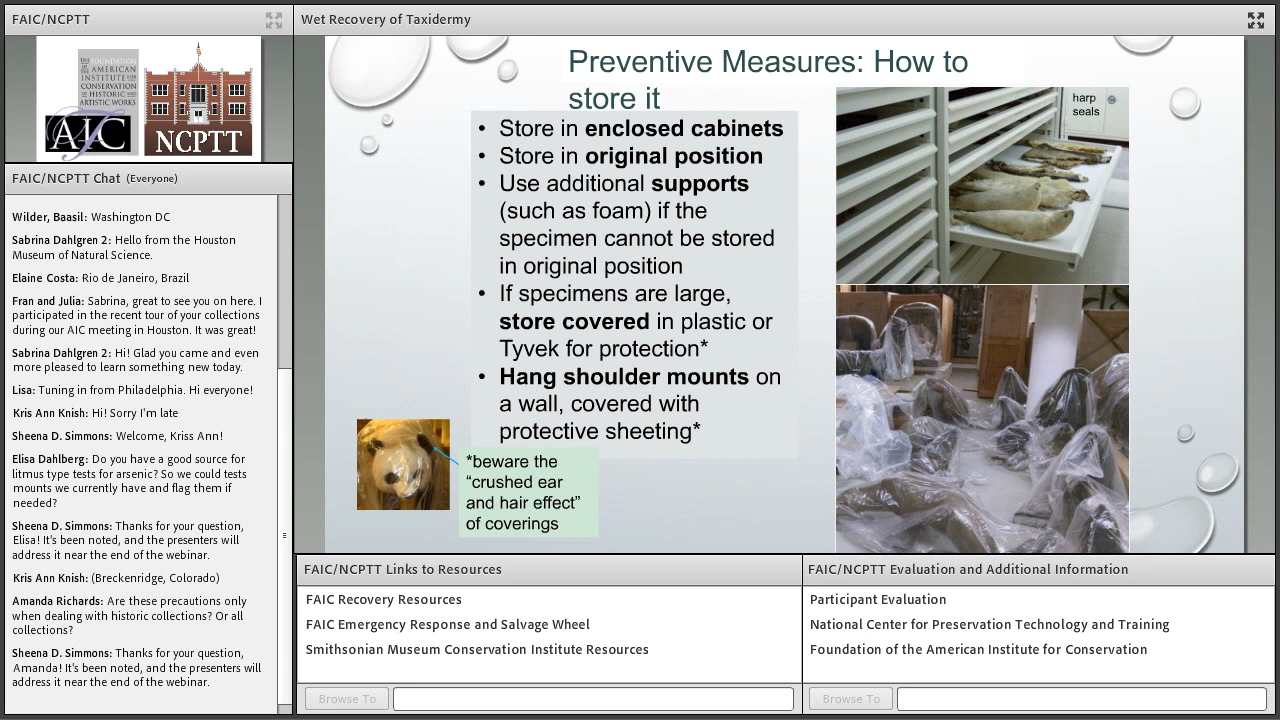 FAIC/NCPTT
THE FOUNDATION
OF THE AMERICAN
INSTITUTE FOR
CONSERVATION
OF HISTORIC AND
ARTISTIC WORKS
AIC
NCPTT
FAIC/NCPTT Chat (Everyone)
Wilder, Baasil: Washington DC
Sabrina Dahlgren 2: Hello from the Houston
Museum of Natural Science.
Elaine Costa: Rio de Janeiro, Brazil
Fran and Julia: Sabrina, great to see you on here. I
participated in the recent tour of your collections
during our AIC meeting in Houston. It was great!
Sabrina Dahlgren 2: Hi! Glad you came and even
more pleased to learn something new today.
Lisa: Tuning in from Philadelphia. Hi everyone!
Kris Ann Knish: Hi! Sorry I'm late
Sheena D. Simmons: Welcome, Kriss Ann!
Elisa Dahlberg: Do you have a good source for
litmus type tests for arsenic? So we could tests
mounts we currently have and flag them if
needed?
Sheena D. Simmons: Thanks for your question,
Elisa! It's been noted, and the presenters will
address it near the end of the webinar.
Kris Ann Knish: (Breckenridge, Colorado)
Amanda Richards: Are these precautions only
when dealing with historic collections? Or all
collections?
Sheena D. Simmons: Thanks for your question,
Amanda! It's been noted, and the presenters will
address it near the end of the webinar.
Wet Recovery of Taxidermy
Preventive Measures: How to
store it
• Store in enclosed cabinets
• Store in original position
• Use additional supports
(such as foam) if the
specimen cannot be stored
in original position
• If specimens are large,
store covered in plastic or
Tyvek for protection*
• Hang shoulder mounts on
a wall, covered with
protective sheeting*
*beware the
“crushed ear
and hair effect”
of coverings
harp
seals
FAIC/NCPTT Links to Resources
FAIC Recovery Resources
FAIC Emergency Response and Salvage Wheel
Smithsonian Museum Conservation Institute Resources
Browse To
FAIC/NCPTT Evaluation and Additional Information
Participant Evaluation
National Center for Preservation Technology and Training
Foundation of the American Institute for Conservation
Browse To